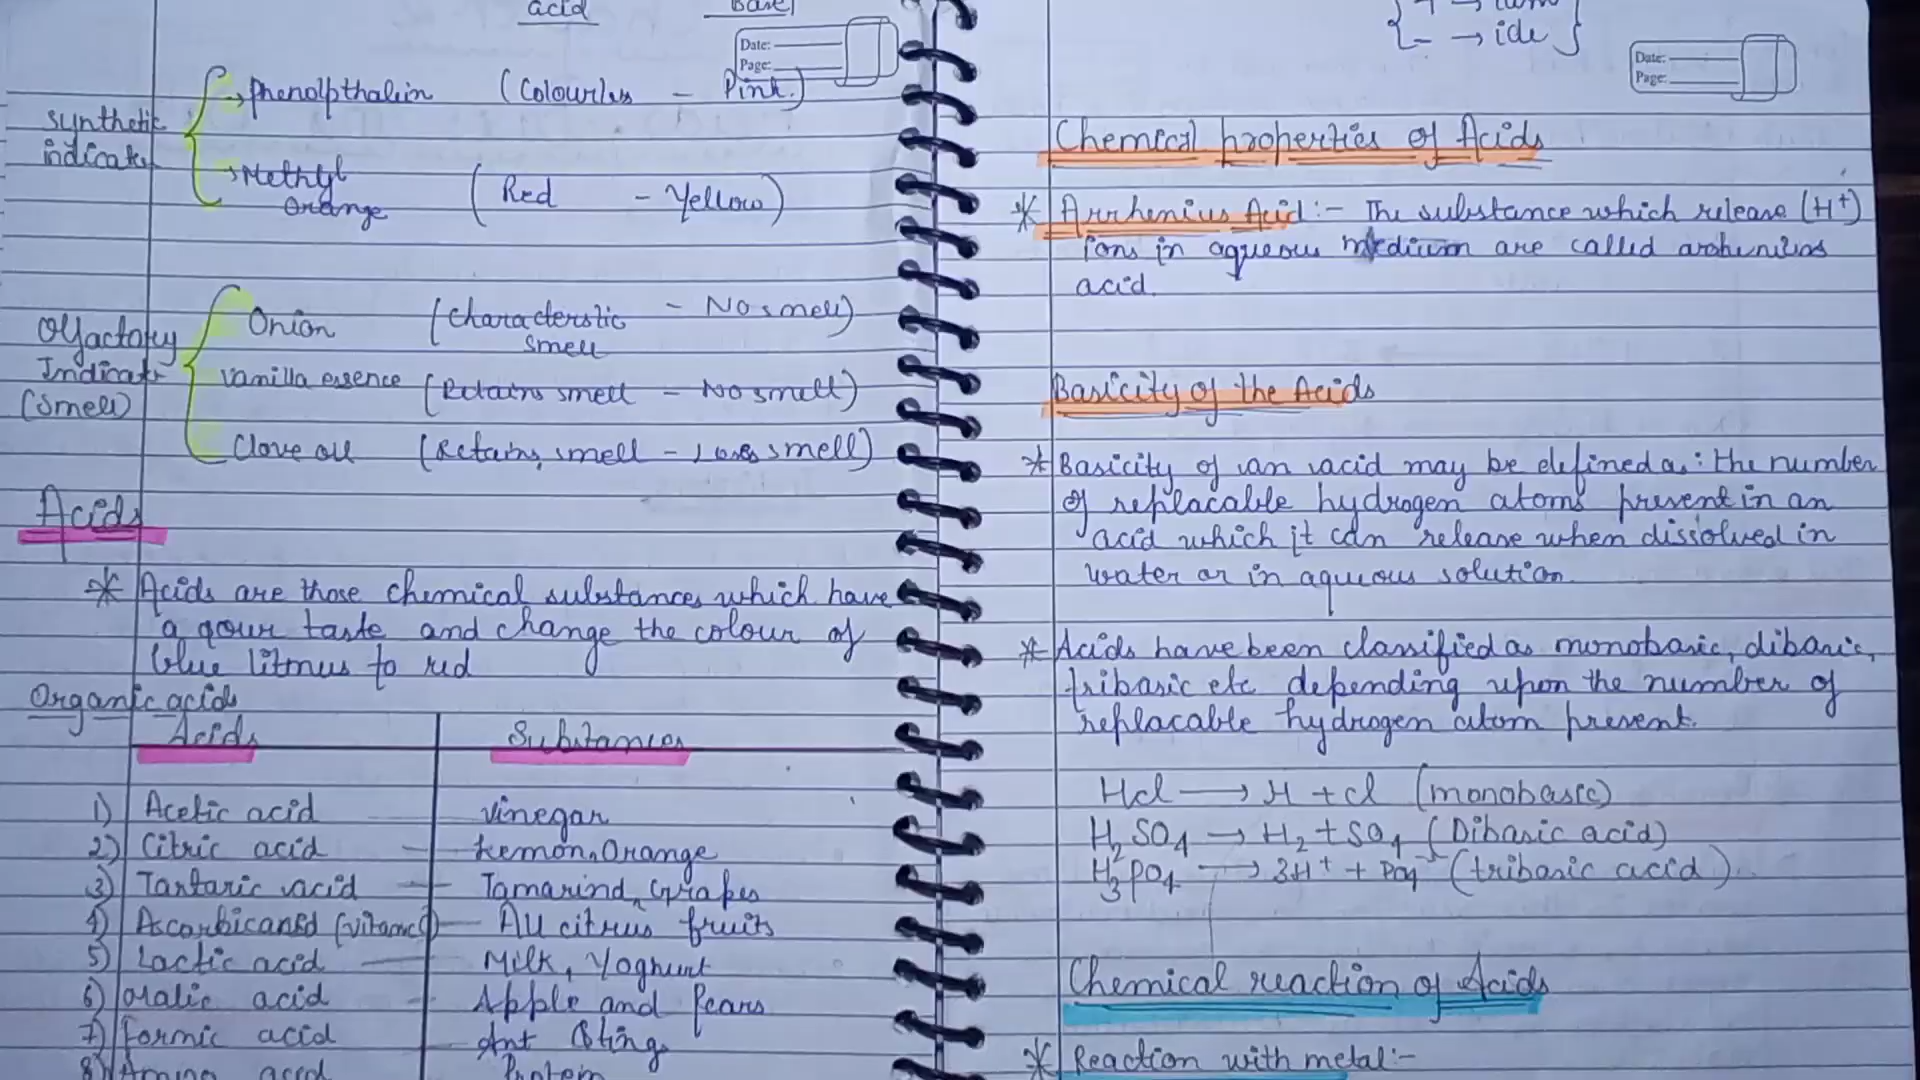 acid Base
Date:
Page:
synthetic
indicator
→Phenolpthalein (Colourless - Pink)
→Methyl
Orange (Red - Yellow)
Olfactory
Indicator
(Smell)
Onion (characterstic - No smell)
smell
Vanilla essence (Retains smell - No smell)
Clove oil (Retains smell - Loses smell)
Acids
* Acids are those chemical substances which have
a qour taste and change the colour of
blue litmus to red
Organic acids
Acids Substances
1) Acetic acid vinegar
2) Citric acid - Lemon, Orange
3) Tartaric acid - Tamarind, Grapes
4) (vitamin C) - All citrus fruits
5) Lactic acid - Milk, Yoghurt
6) acid - Apple and Pears
7) formic acid Ant Sting
8) Amino acid Protein
{- → ide }
Date:
Page:
Chemical properties of Acids
* Arrhenius Acid:- The substance which release (H+)
ions in aqueous medium are called
acid.
Basicity of the Acids
* Basicity of an acid may be defined as: the number
of replacable hydrogen atoms present in an
acid which it can release when dissolved in
water or in aqueous solution.
* Acids have been classified as monobasic, dibasic,
tribasic etc depending upon the number of
replacable hydrogen atom present.
Hcl → H + cl (monobasic)
H2SO4 → H2 + SO4 (Dibasic acid)
H3PO4 → 3H+ + PO4 (tribasic acid)
Chemical reaction of Acids
* Reaction with metal:-